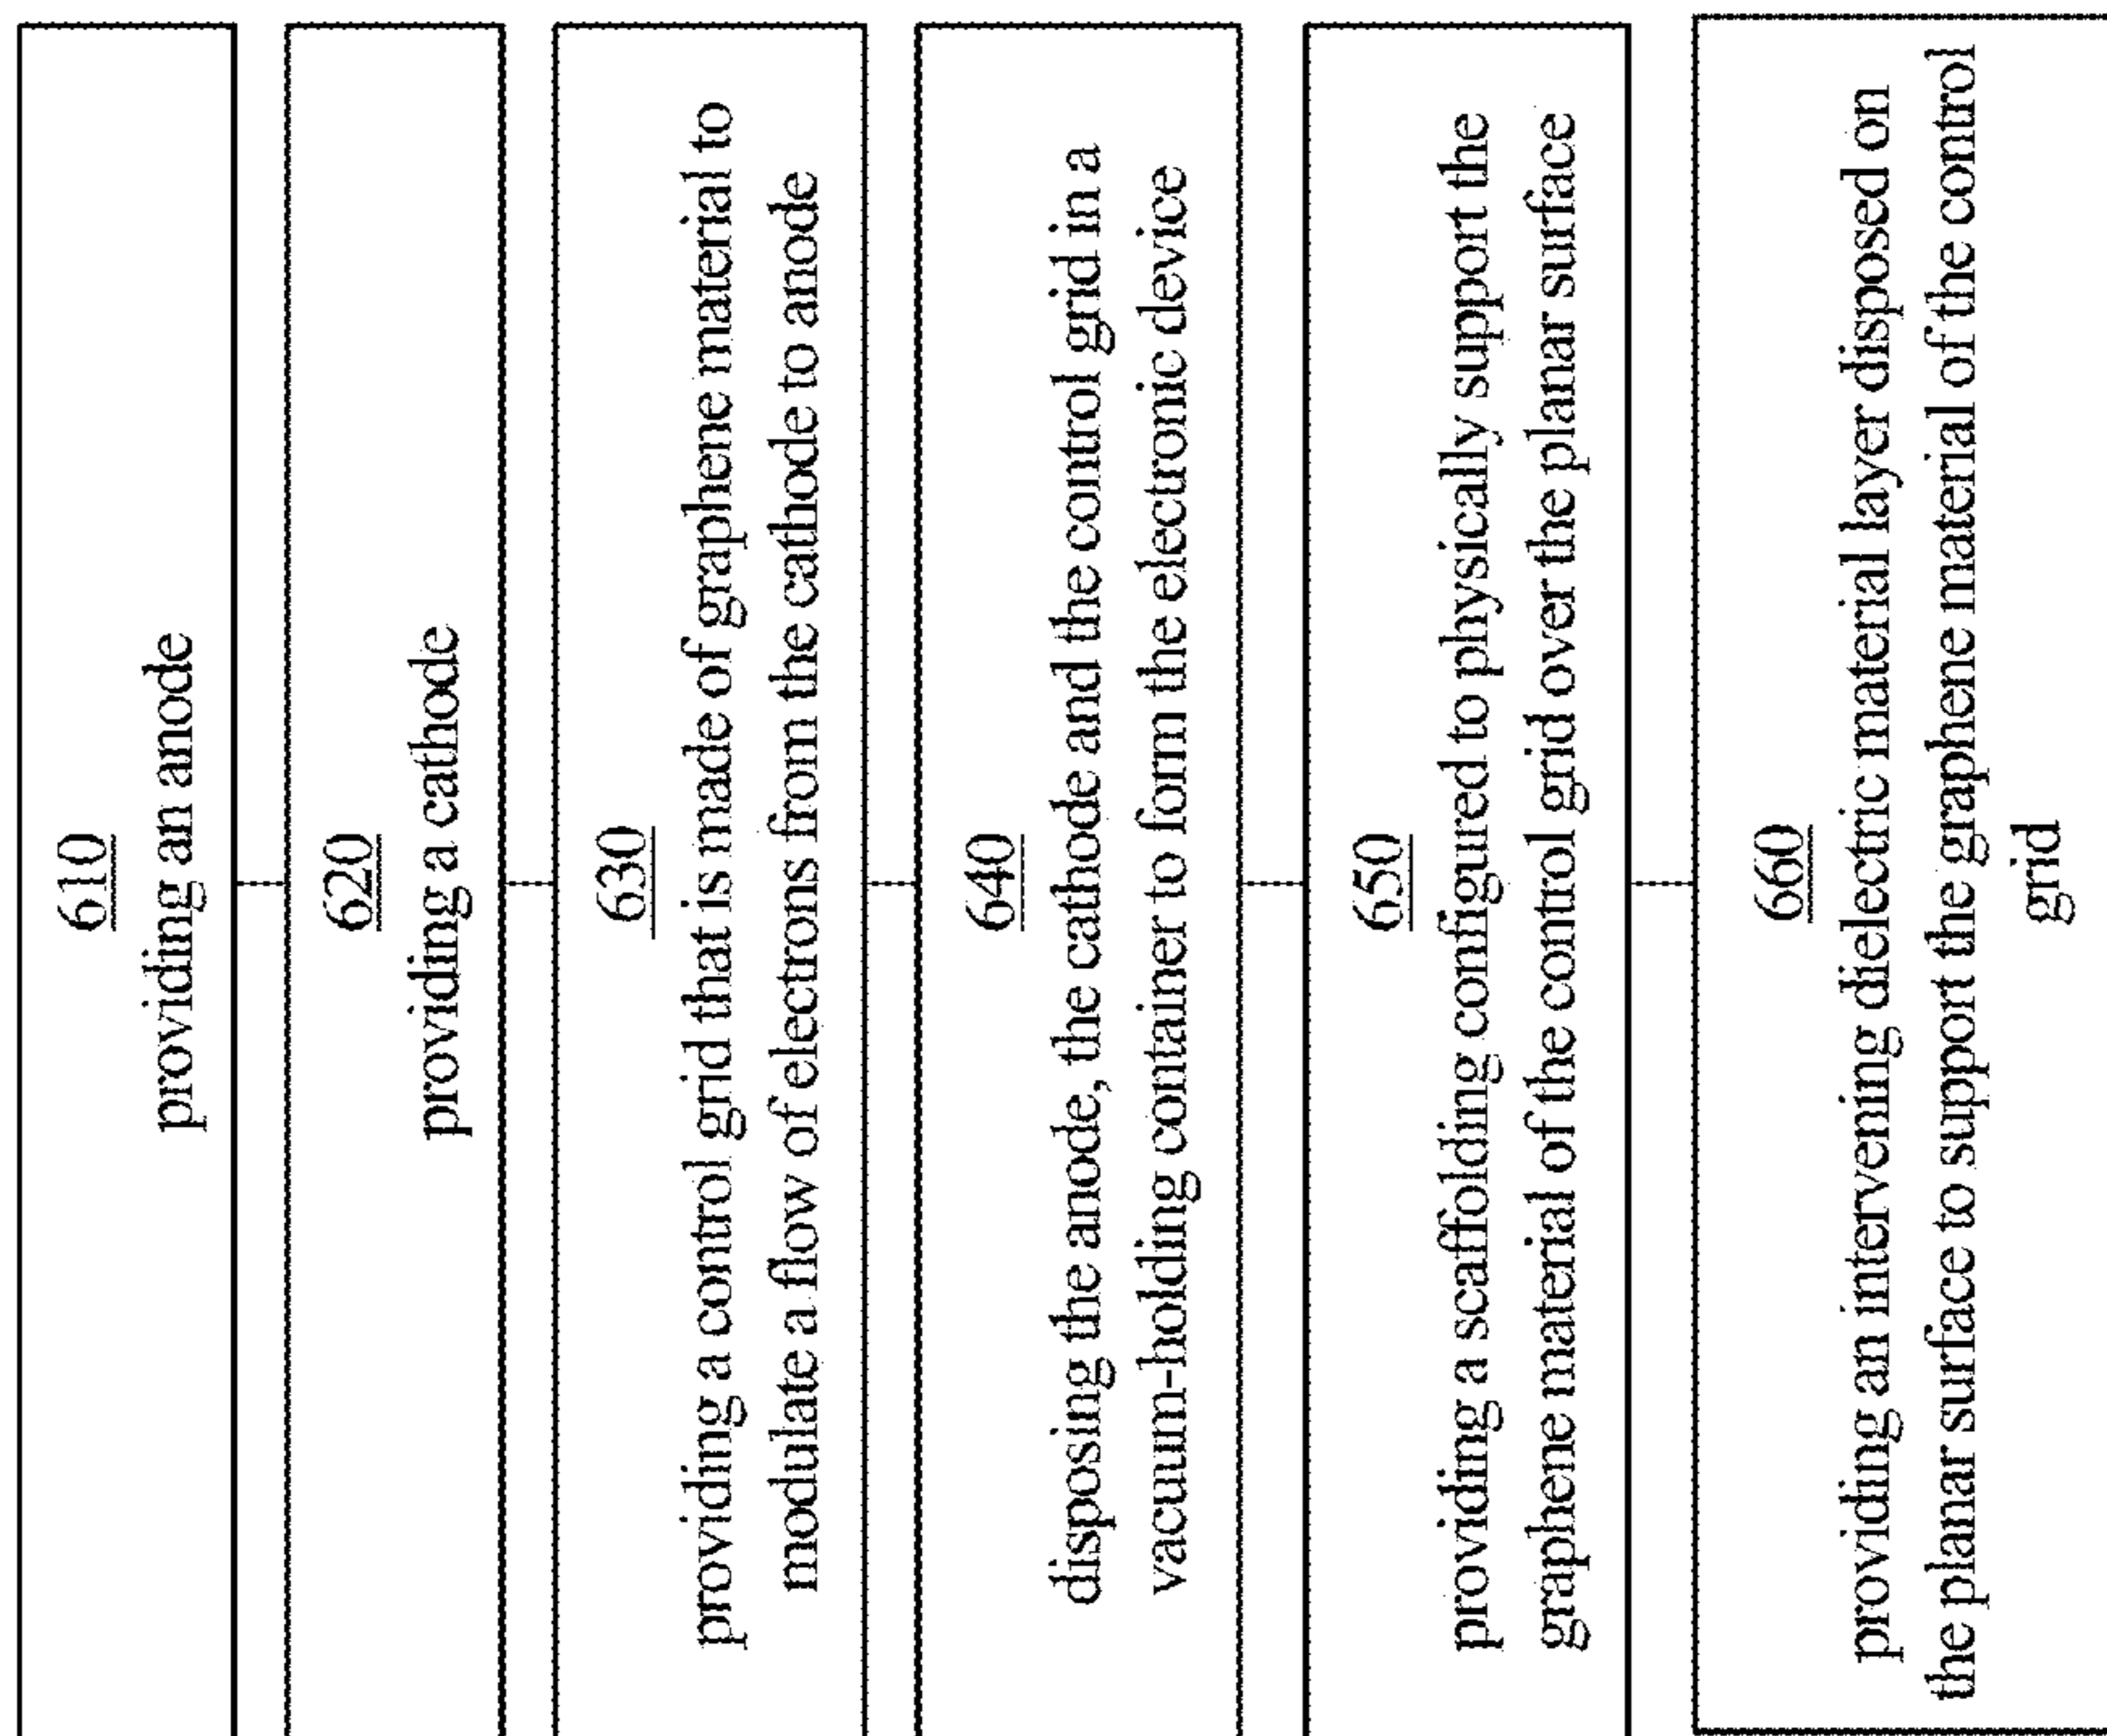 610
providing an anode
620
providing a cathode
630
providing a control grid that is made of graphene material to
modulate a flow of electrons from the cathode to anode
640
disposing the anode, the cathode and the control grid in a
vacuum-holding container to form the electronic device
650
providing a scaffolding configured to physically support the
graphene material of the control grid over the planar surface
660
providing an intervening dielectric material layer disposed on
the planar surface to support the graphene material of the control
grid